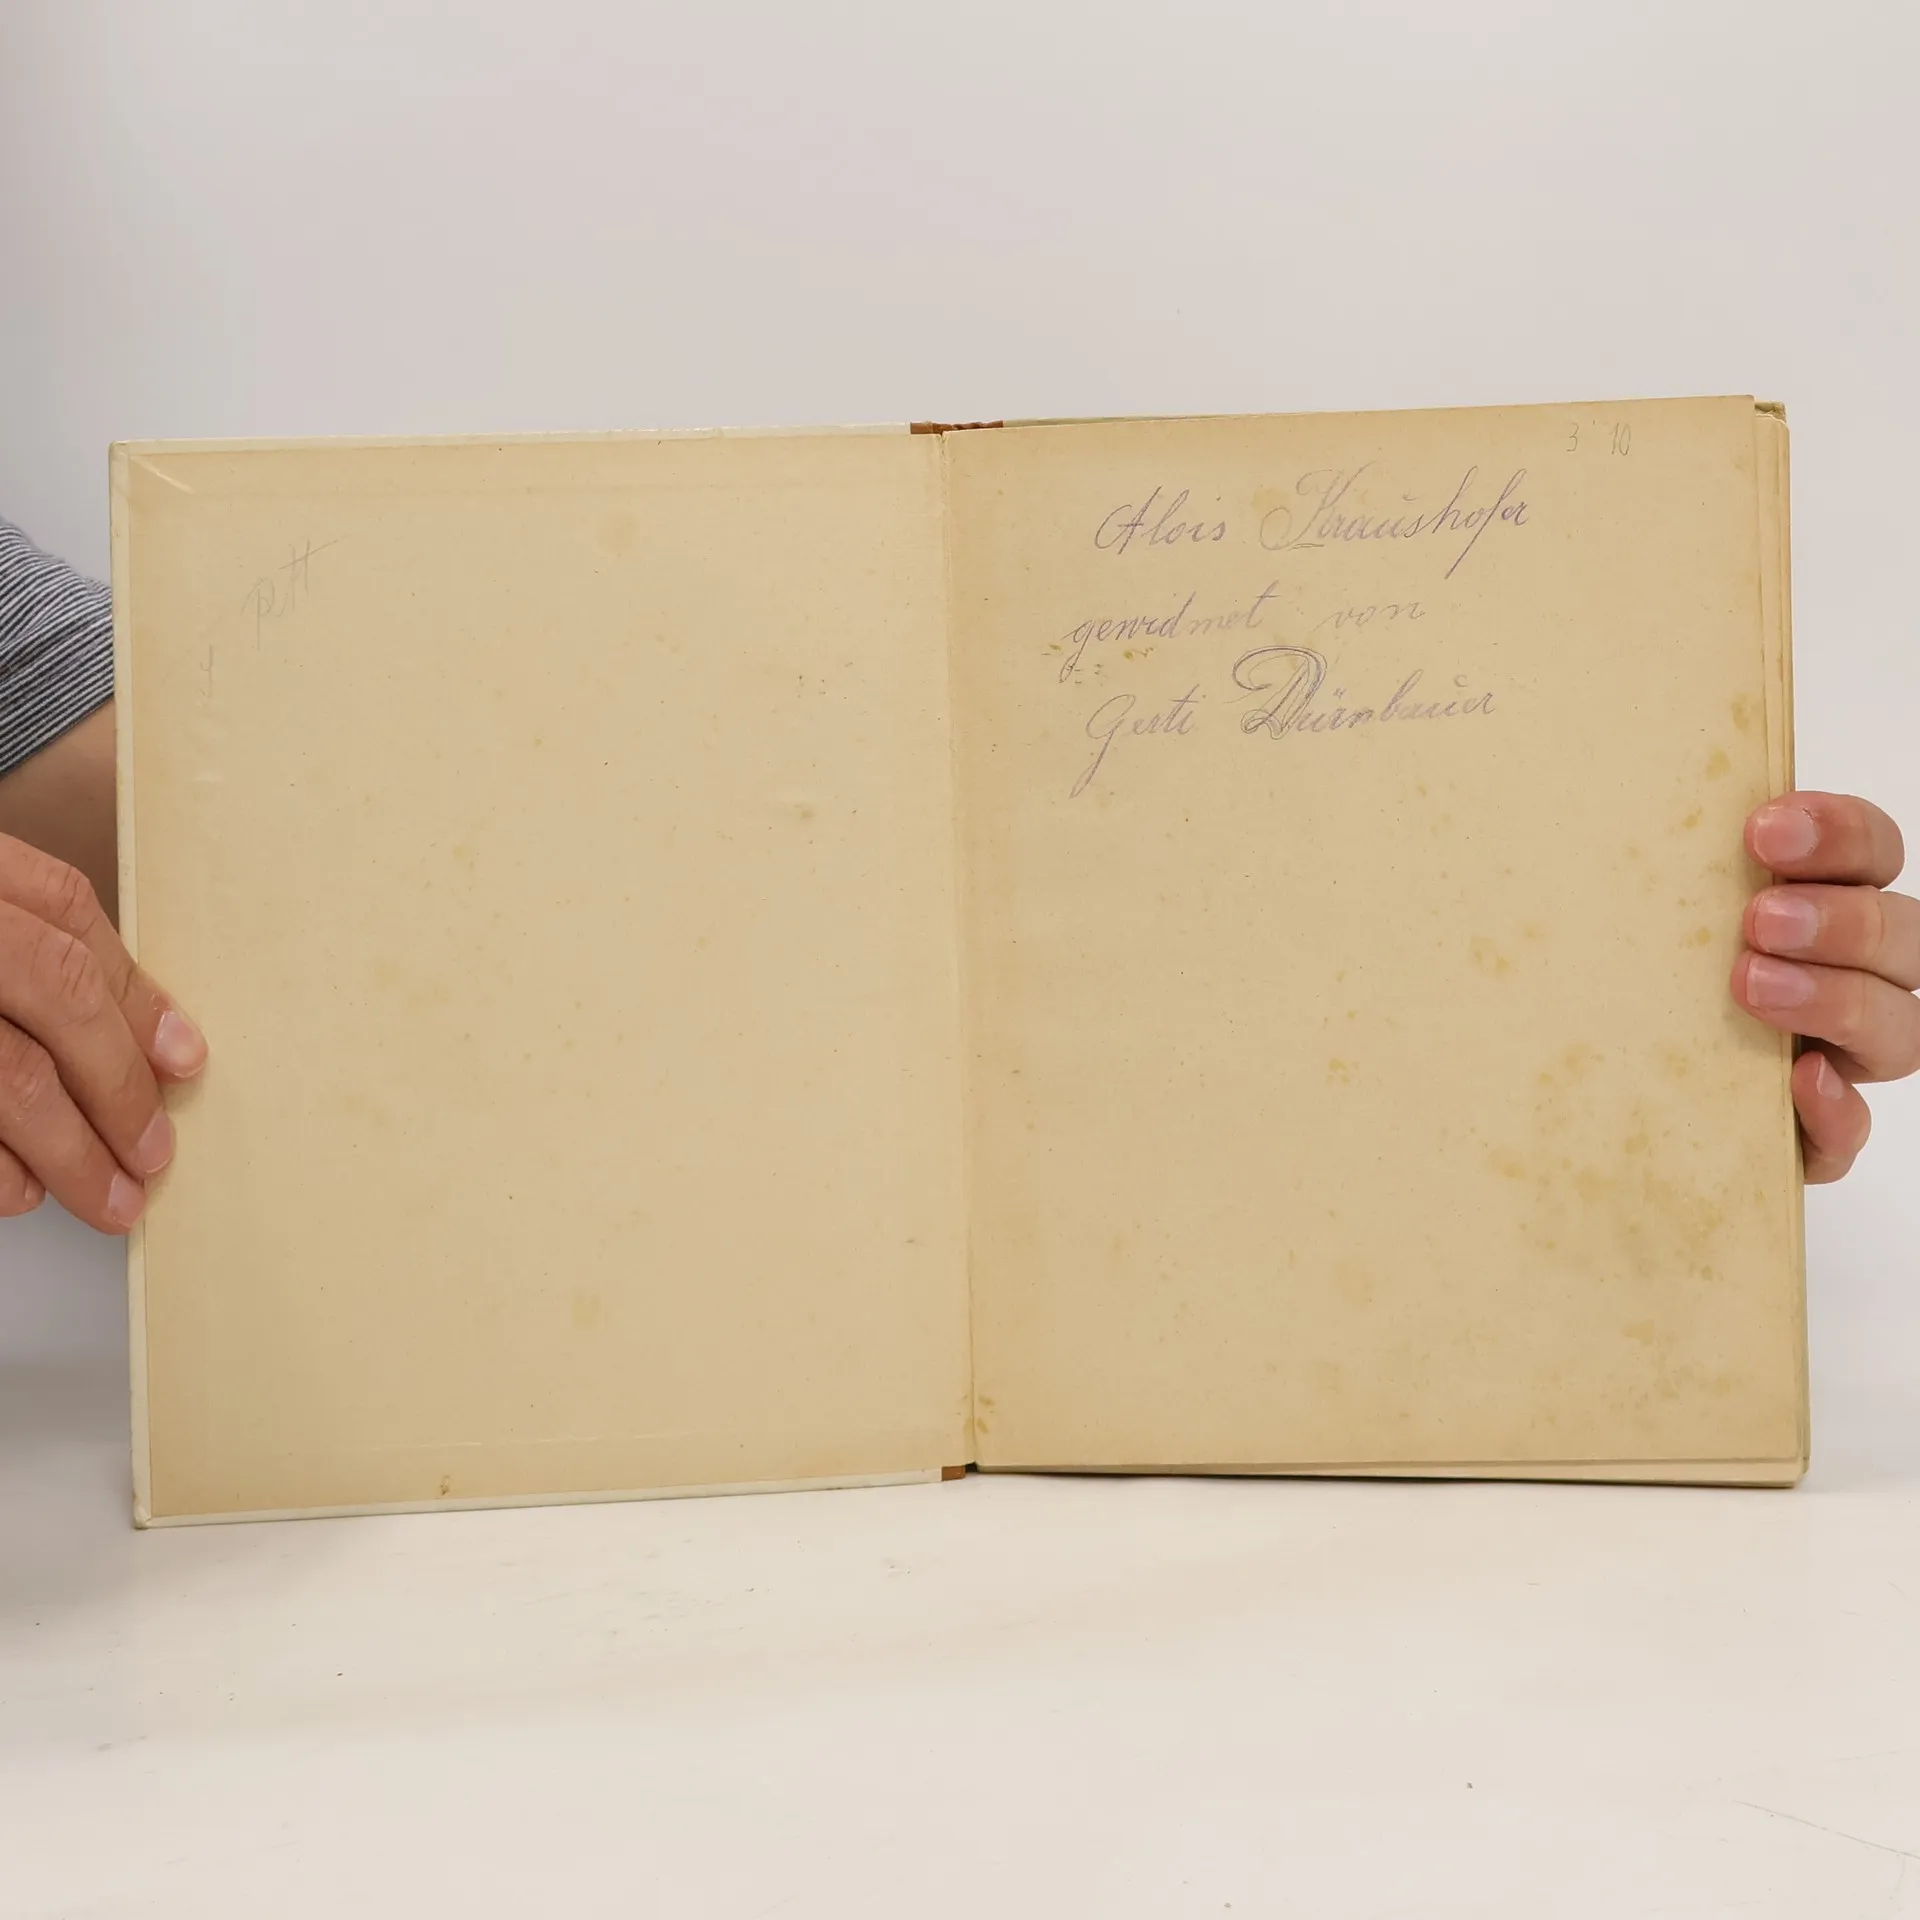 3 10
Alois Kraushofer
gewidmet von
Gerti Dürnbauer